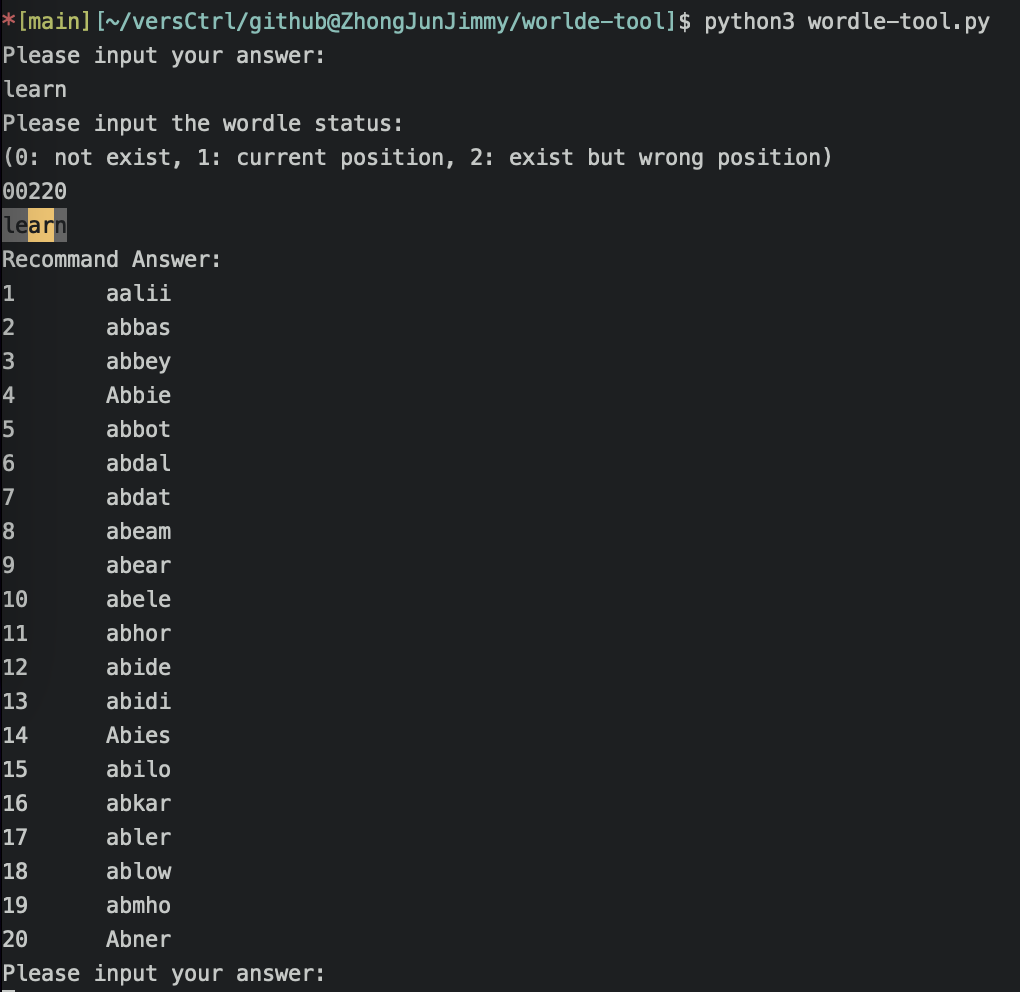 *[main][~/versCtrl/github@ZhongJunJimmy/worlde-tool]$ python3 wordle-tool.py
Please input your answer:
learn
Please input the wordle status:
(0: not exist, 1: current position, 2: exist but wrong position)
00220
learn
Recommand Answer:
1 aalii
2 abbas
3 abbey
4 Abbie
5 abbot
6 abdal
7 abdat
8 abeam
9 abear
10 abele
11 abhor
12 abide
13 abidi
14 Abies
15 abilo
16 abkar
17 abler
18 ablow
19 abmho
20 Abner
Please input your answer: